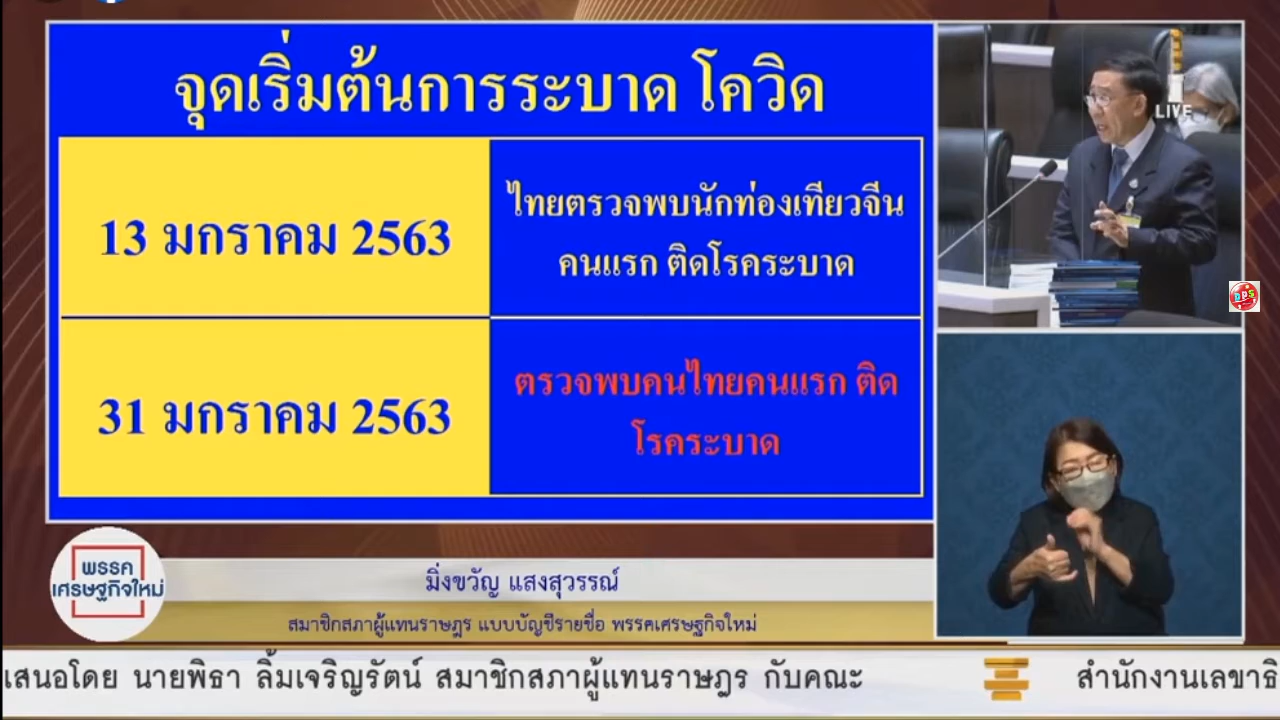 จุดเริ่มต้นการระบาด โควิด
13 มกราคม 2563
ไทยตรวจพบนักท่องเทียวจีน
คนแรก ติดโรคระบาด
31 มกราคม 2563
ตรวจพบคนไทยคนแรก ติด
โรคระบาด
LIVE
DPS
พรรค
เศรษฐกิจใหม่
มิ่งขวัญ แสงสุวรรณ์
สมาชิกสภาผู้แทนราษฎร แบบบัญชีรายชื่อ พรรคเศรษฐกิจใหม่
เสนอโดย นายพิธา ลิ้มเจริญรัตน์ สมาชิกสภาผู้แทนราษฎร กับคณะ
สำนักงานเลขาธิ